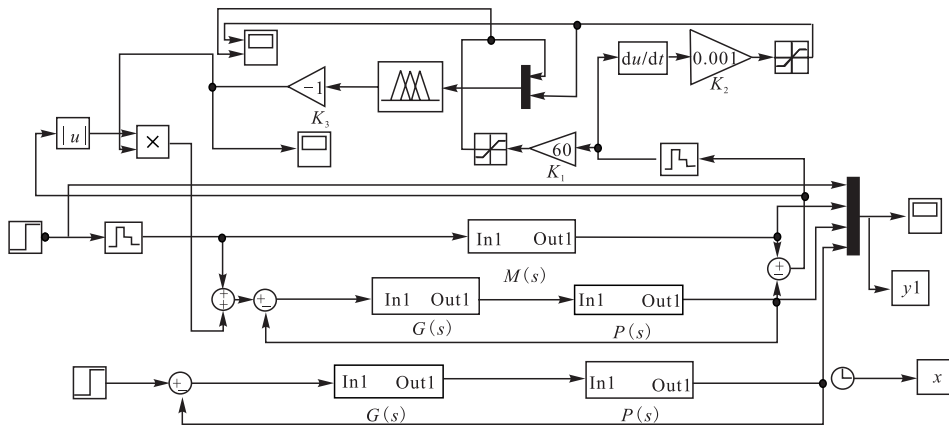 du/dt
0.001
K2
−1
K3
|u|
×
60
K1
In1 Out1
M(s)
+
−
+
+
+
−
In1 Out1
G(s)
In1 Out1
P(s)
y1
+
−
In1 Out1
G(s)
In1 Out1
P(s)
x